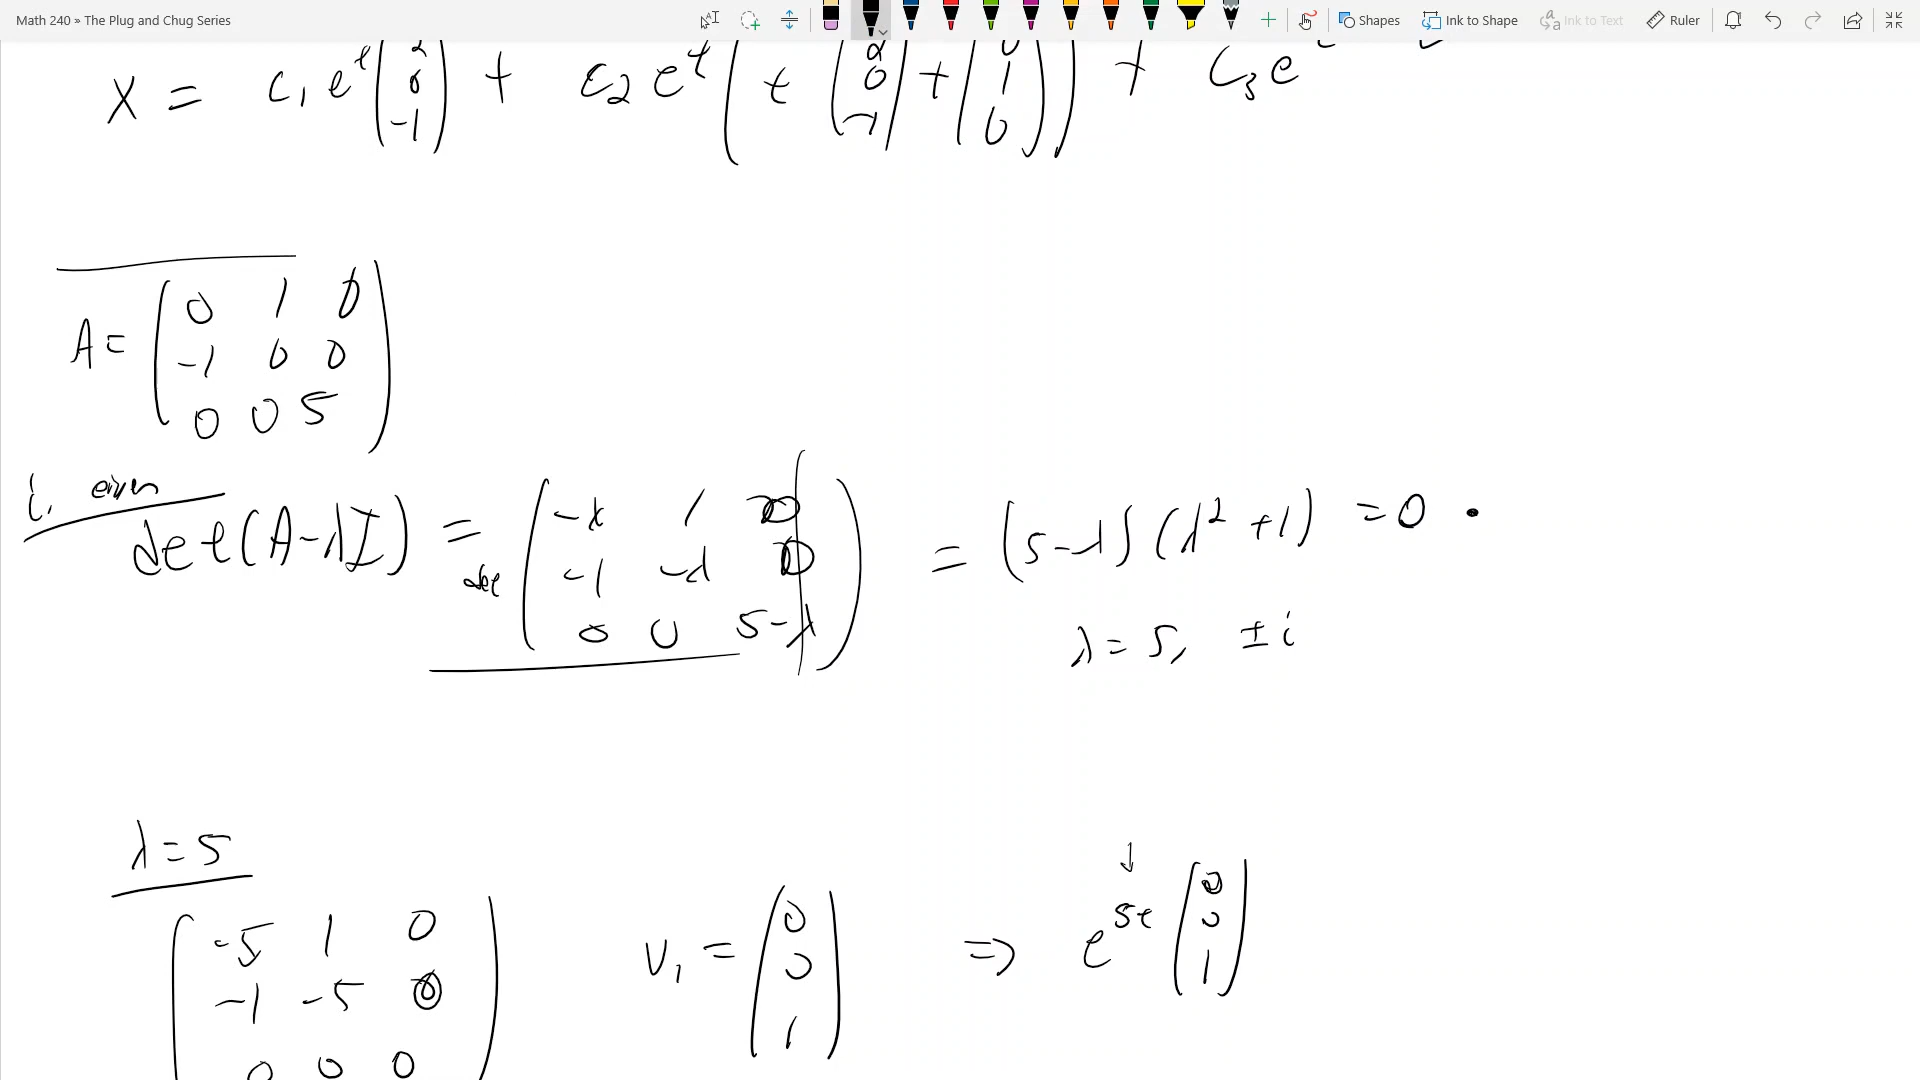 Math 240 » The Plug and Chug Series
Shapes Ink to Shape Ink to Text Ruler
X = c₁eᵗ(2 0 -1) + c₂eᵗ(t(2 0 -1) + (0 1 0)) + c₃e
A = (0 1 0
-1 0 0
0 0 5)
i. eigen
det(A-λI) = det(-λ 1 0
-1 -λ 0
0 0 5-λ) = (5-λ)(λ²+1) = 0
λ = 5, ±i
λ = 5
(-5 1 0
-1 -5 0
0 0 0)
v₁ = (0 0 1) ⇒ e⁵ᵗ(0 0 1)